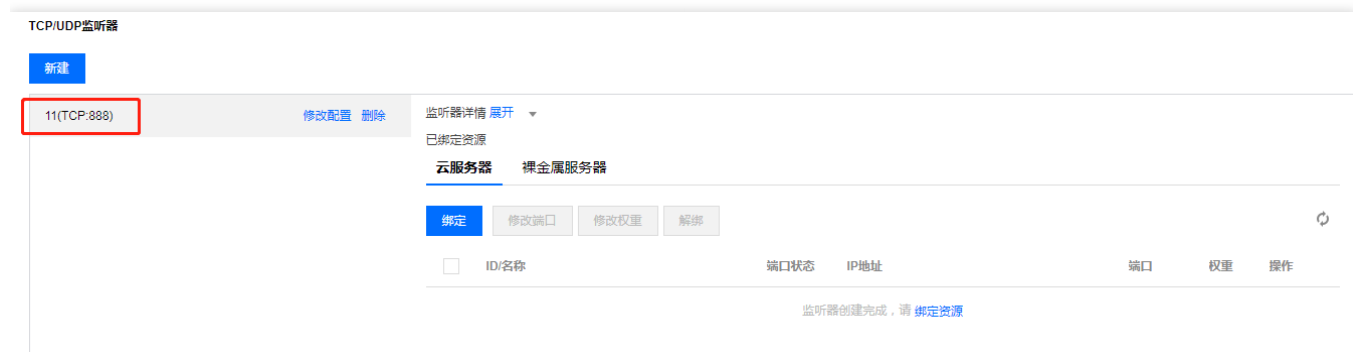 TCP/UDP监听器
新建
11(TCP:888) 修改配置 删除
监听器详情 展开
已绑定资源
云服务器 裸金属服务器
绑定 修改端口 修改权重 解绑
ID/名称 端口状态 IP地址 端口 权重 操作
监听器创建完成，请 绑定资源